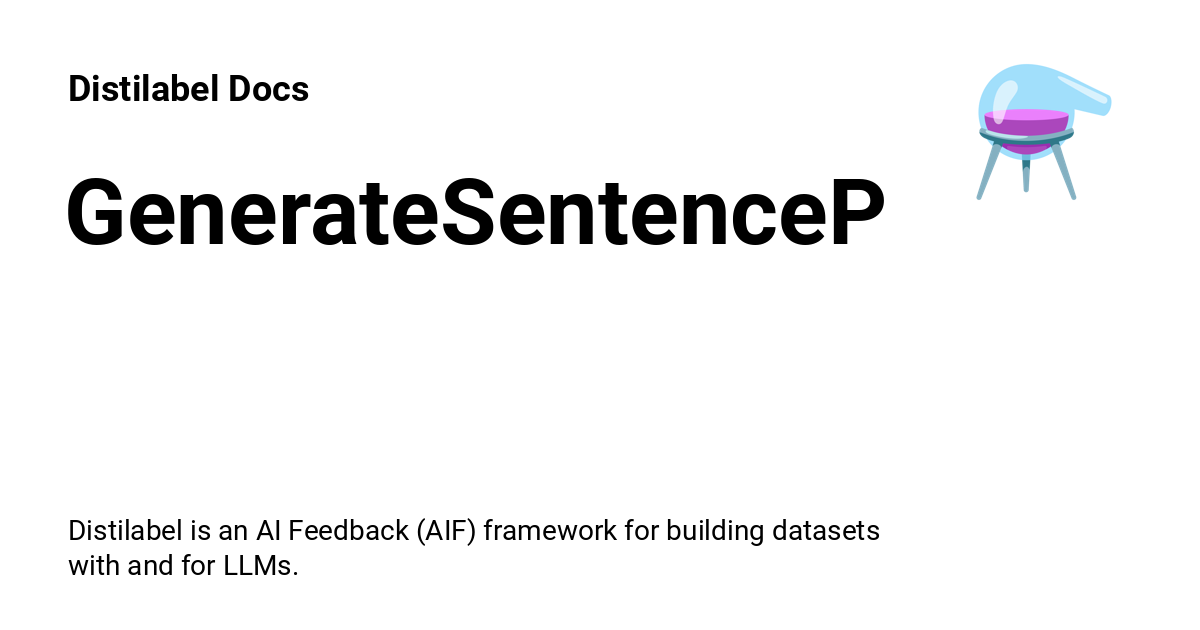 Distilabel Docs
GenerateSentenceP
Distilabel is an AI Feedback (AIF) framework for building datasets
with and for LLMs.